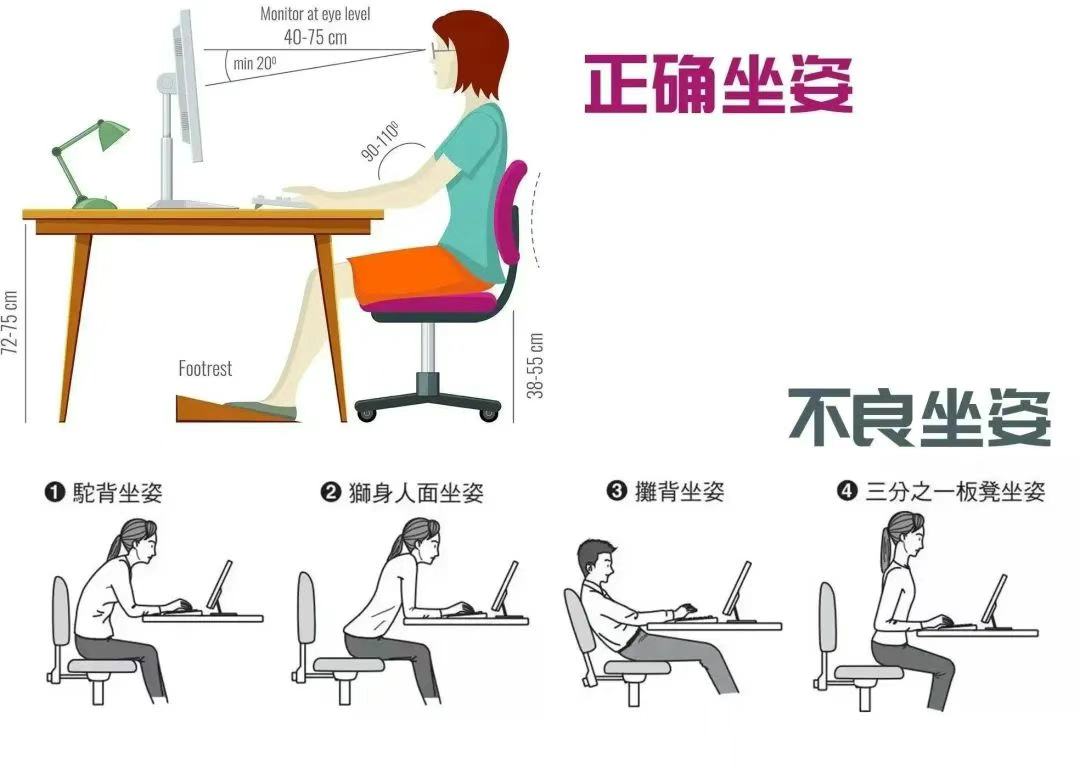 Monitor at eye level
40-75 cm
min 20⁰
正确坐姿
90-110⁰
72-75 cm
Footrest
38-55 cm
不良坐姿
❶ 駝背坐姿
❷ 獅身人面坐姿
❸ 攤背坐姿
❹ 三分之一板凳坐姿